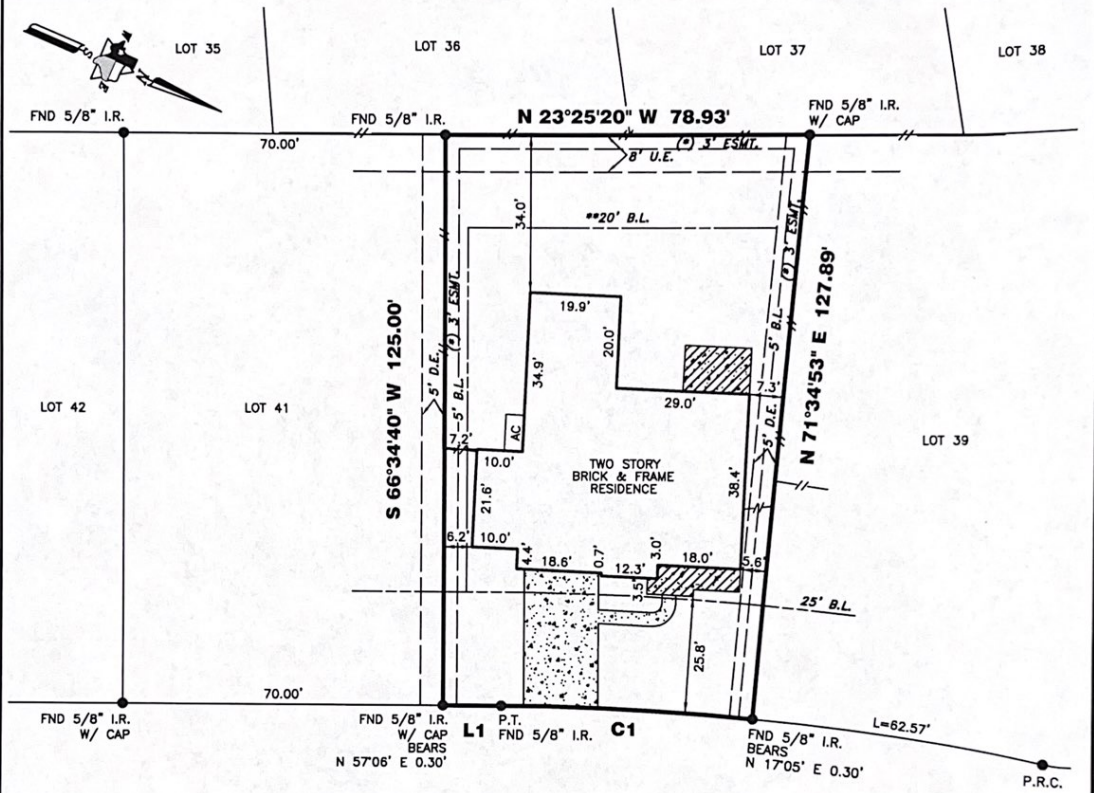 LOT 35
LOT 36
LOT 37
LOT 38
FND 5/8" I.R.
FND 5/8" I.R.
N 23°25'20" W 78.93'
FND 5/8" I.R.
W/ CAP
70.00'
(*) 3' ESMT.
8' U.E.
34.0'
**20' B.L.
(*) 3' ESMT.
N 71°34'53" E 127.89'
S 66°34'40" W 125.00'
(*) 3' ESMT.
5' D.E.
5' B.L.
5' B.L.
19.9'
20.0'
34.9'
29.0'
7.3'
LOT 42
LOT 41
LOT 39
AC
7.2'
10.0'
5' D.E.
TWO STORY
BRICK & FRAME
RESIDENCE
38.4'
21.6'
6.2'
10.0'
4.4'
18.6'
0.7'
12.3'
3.0'
18.0'
5.6'
3.5'
25' B.L.
25.8'
70.00'
FND 5/8" I.R.
W/ CAP
FND 5/8" I.R.
W/ CAP
BEARS
N 57°06' E 0.30'
L1
P.T.
FND 5/8" I.R.
C1
FND 5/8" I.R.
BEARS
N 17°05' E 0.30'
L=62.57'
P.R.C.